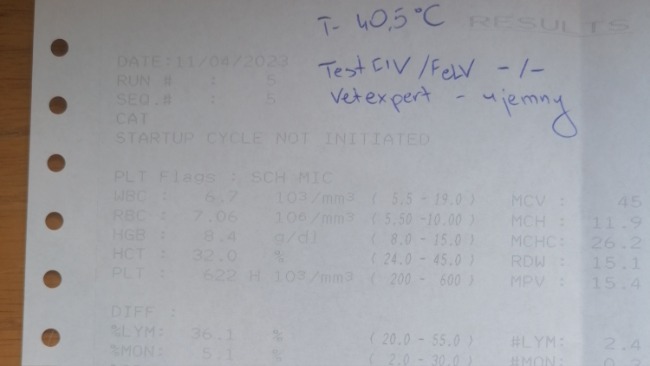 T- 40,5°C
RESULTS
Test FIV/FeLV -/-
Vetexpert - ujemny
DATE:11/04/2023
RUN # : 5
SEQ.# : 5
CAT
STARTUP CYCLE NOT INITIATED
PLT Flags : SCH MIC
WBC : 6.7 10³/mm³ ( 5.5 - 19.0 ) MCV : 45
RBC : 7.06 10⁶/mm³ ( 5.50 -10.00 ) MCH : 11.9
HGB : 8.4 g/dl ( 8.0 - 15.0 ) MCHC: 26.2
HCT : 32.0 % ( 24.0 - 45.0 ) RDW : 15.1
PLT : 622 H 10³/mm³ ( 200 - 600 ) MPV : 15.4
DIFF :
%LYM: 36.1 % ( 20.0 - 55.0 ) #LYM: 2.4
%MON: 5.1 % ( 2.0 - 30.0 ) #MON: